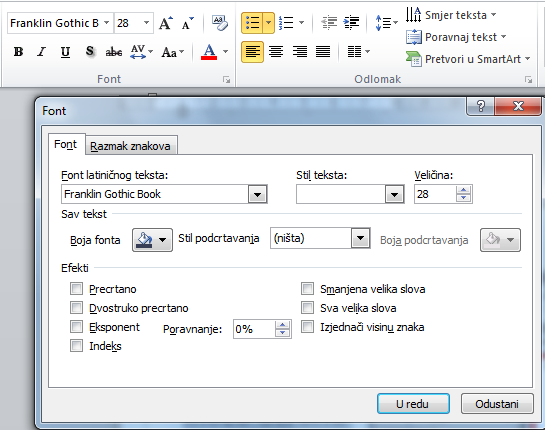 Franklin Gothic B 28 A A Aa Smjer teksta
Poravnaj tekst
B I U S abc AV Aa A Pretvori u SmartArt
Font Odlomak
Font
Font Razmak znakova
Font latiničnog teksta: Stil teksta: Veličina:
Franklin Gothic Book 28
Sav tekst
Boja fonta Stil podcrtavanja (ništa) Boja podcrtavanja
Efekti
Precrtano Smanjena velika slova
Dvostruko precrtano Sva velika slova
Eksponent Poravnanje: 0% Izjednači visinu znaka
Indeks
U redu Odustani